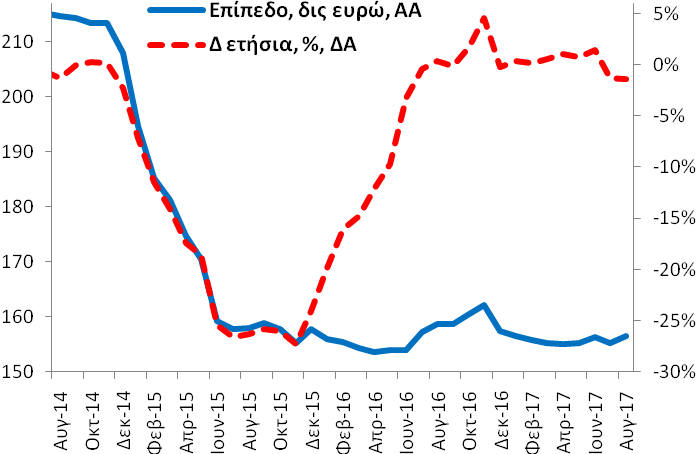 Επίπεδο, δις ευρώ, ΑΑ
Δ ετήσια, %, ΔΑ
210
200
190
180
170
160
150
5%
0%
-5%
-10%
-15%
-20%
-25%
-30%
Αυγ-14
Οκτ-14
Δεκ-14
Φεβ-15
Απρ-15
Ιουν-15
Αυγ-15
Οκτ-15
Δεκ-15
Φεβ-16
Απρ-16
Ιουν-16
Αυγ-16
Οκτ-16
Δεκ-16
Φεβ-17
Απρ-17
Ιουν-17
Αυγ-17